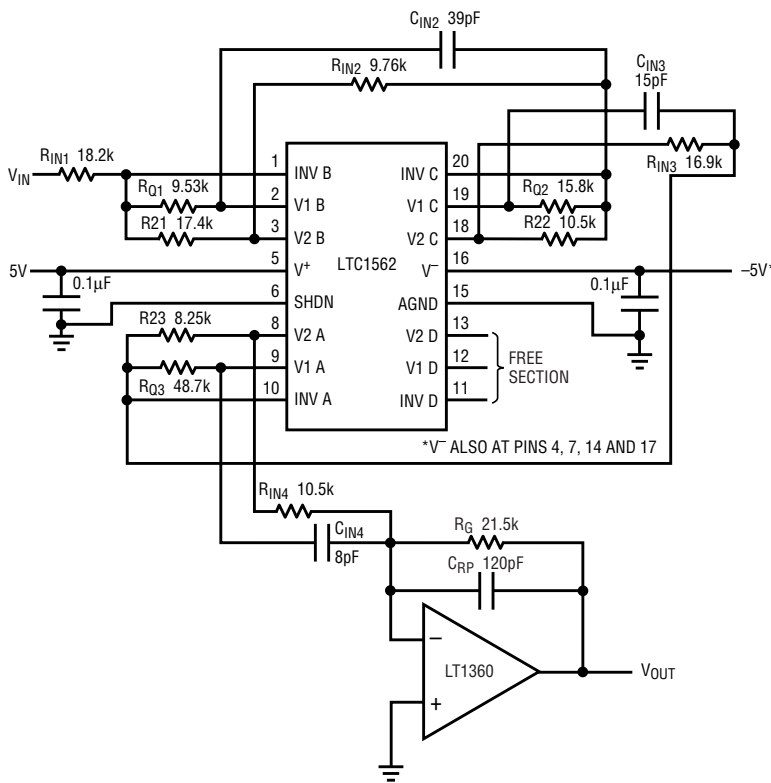 CIN2 39pF
RIN2 9.76k
CIN3
15pF
RIN3
16.9k
RIN1 18.2k
VIN
RQ1 9.53k
R21 17.4k
1 INV B
2 V1 B
3 V2 B
5 V+
6 SHDN
8 V2 A
9 V1 A
10 INV A
LTC1562
20 INV C
19 V1 C
18 V2 C
16 V–
15 AGND
13 V2 D
12 V1 D
11 INV D
RQ2 15.8k
R22 10.5k
5V
0.1µF
–5V*
0.1µF
R23 8.25k
RQ3 48.7k
FREE
SECTION
*V– ALSO AT PINS 4, 7, 14 AND 17
RIN4 10.5k
CIN4
8pF
RG 21.5k
CRP 120pF
–
LT1360
+
VOUT